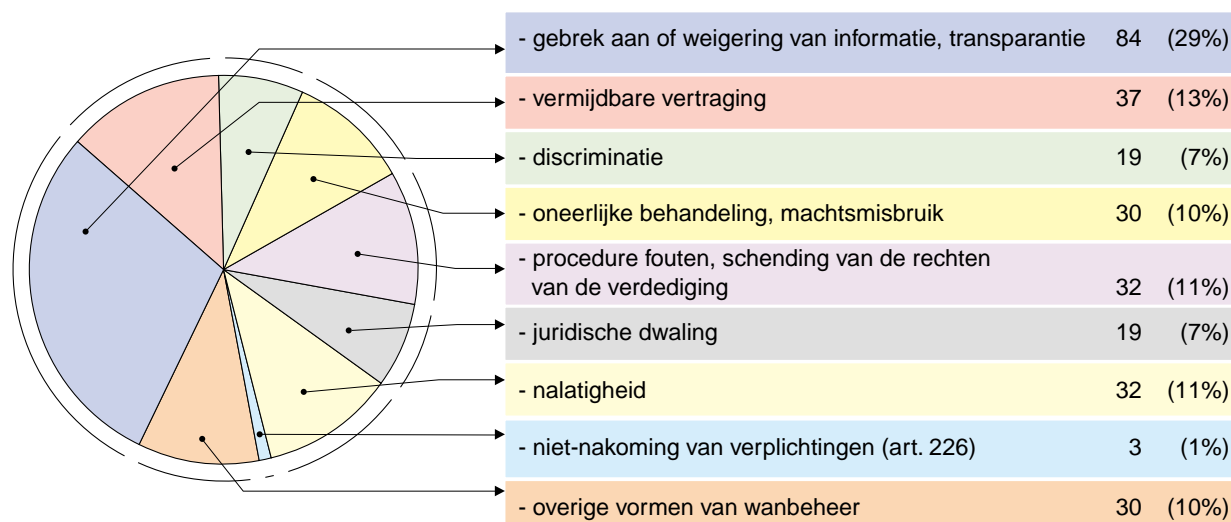 - gebrek aan of weigering van informatie, transparantie 84 (29%)
- vermijdbare vertraging 37 (13%)
- discriminatie 19 (7%)
- oneerlijke behandeling, machtsmisbruik 30 (10%)
- procedure fouten, schending van de rechten
van de verdediging 32 (11%)
- juridische dwaling 19 (7%)
- nalatigheid 32 (11%)
- niet-nakoming van verplichtingen (art. 226) 3 (1%)
- overige vormen van wanbeheer 30 (10%)